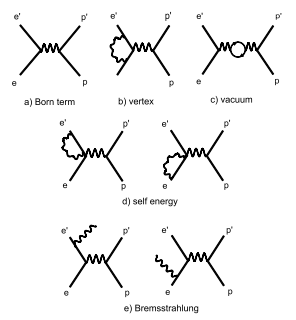 e' p' e' p' e' p'
e p e p e p
a) Born term b) vertex c) vacuum
e' p' e' p'
e p e p
d) self energy
e' p' e' p'
e p e p
e) Bremsstrahlung